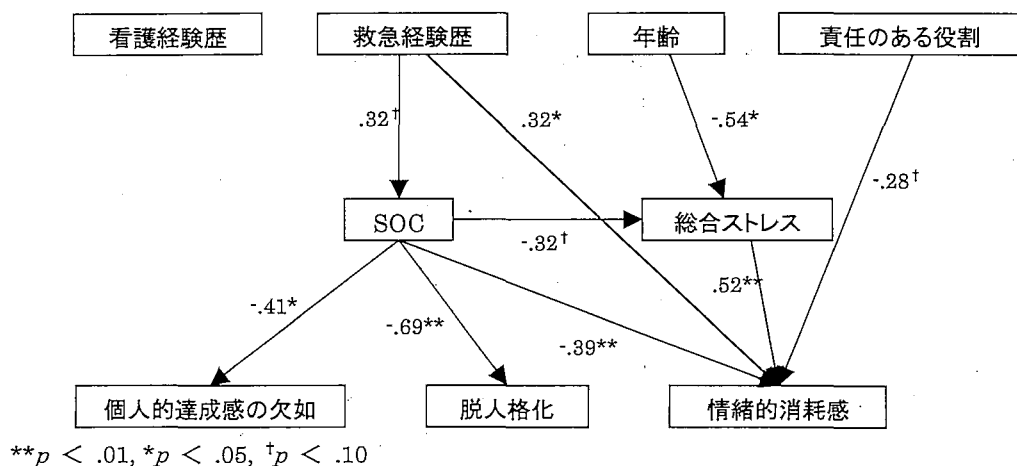 看護経験歴 救急経験歴 年齢 責任のある役割
.32† .32* -.54*
-.28†
SOC 総合ストレス
-.32†
.52**
-.41* -.69** -.39**
個人的達成感の欠如 脱人格化 情緒的消耗感
**p < .01, *p < .05, †p < .10